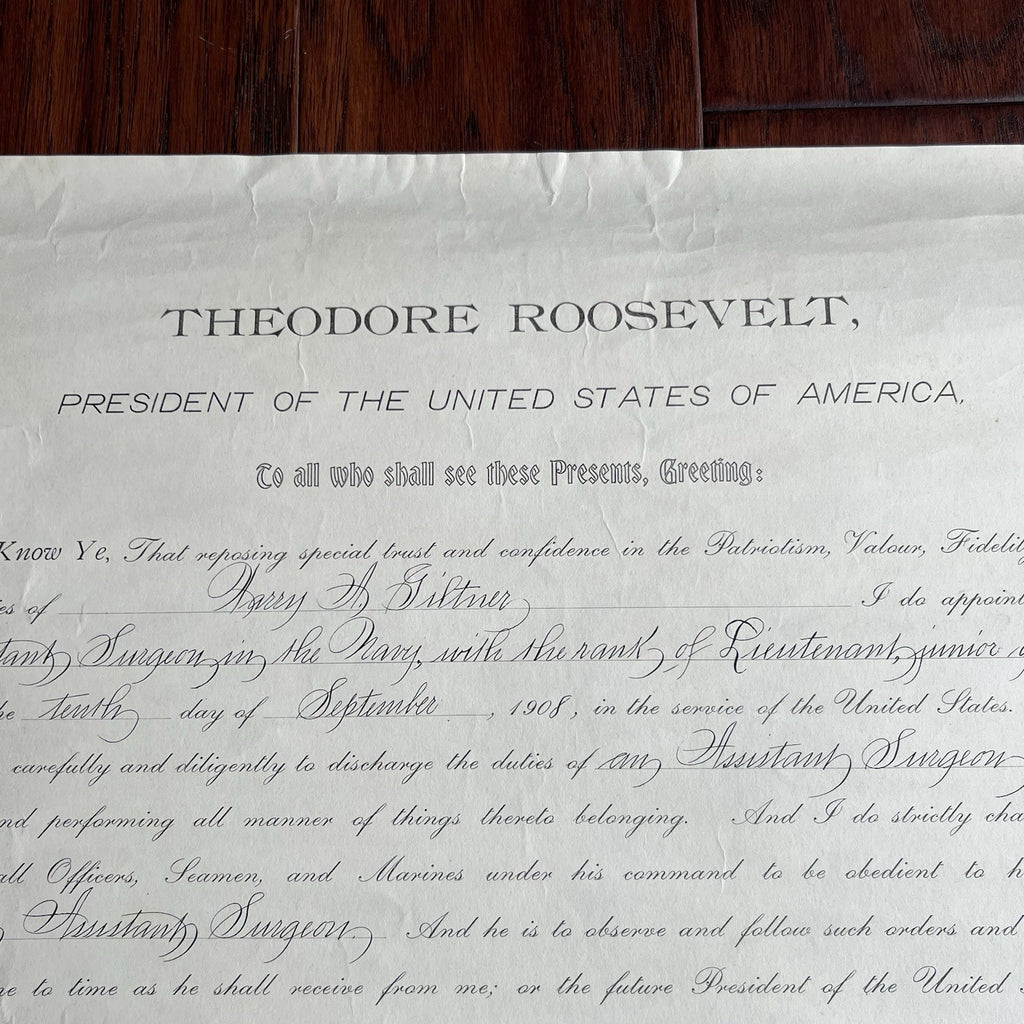 THEODORE ROOSEVELT,
PRESIDENT OF THE UNITED STATES OF AMERICA,
To all who shall see these Presents, Greeting:
Know Ye, That reposing special trust and confidence in the Patriotism, Valour, Fidelity
ies of Harry A. Giltner I do appoint
tant Surgeon in the Navy, with the rank of Lieutenant, junior g
he tenth day of September, 1908, in the service of the United States.
carefully and diligently to discharge the duties of an Assistant Surgeon
nd performing all manner of things thereto belonging. And I do strictly cha
all Officers, Seamen, and Marines under his command to be obedient to h
Assistant Surgeon. And he is to observe and follow such orders and
me to time as he shall receive from me; or the future President of the United